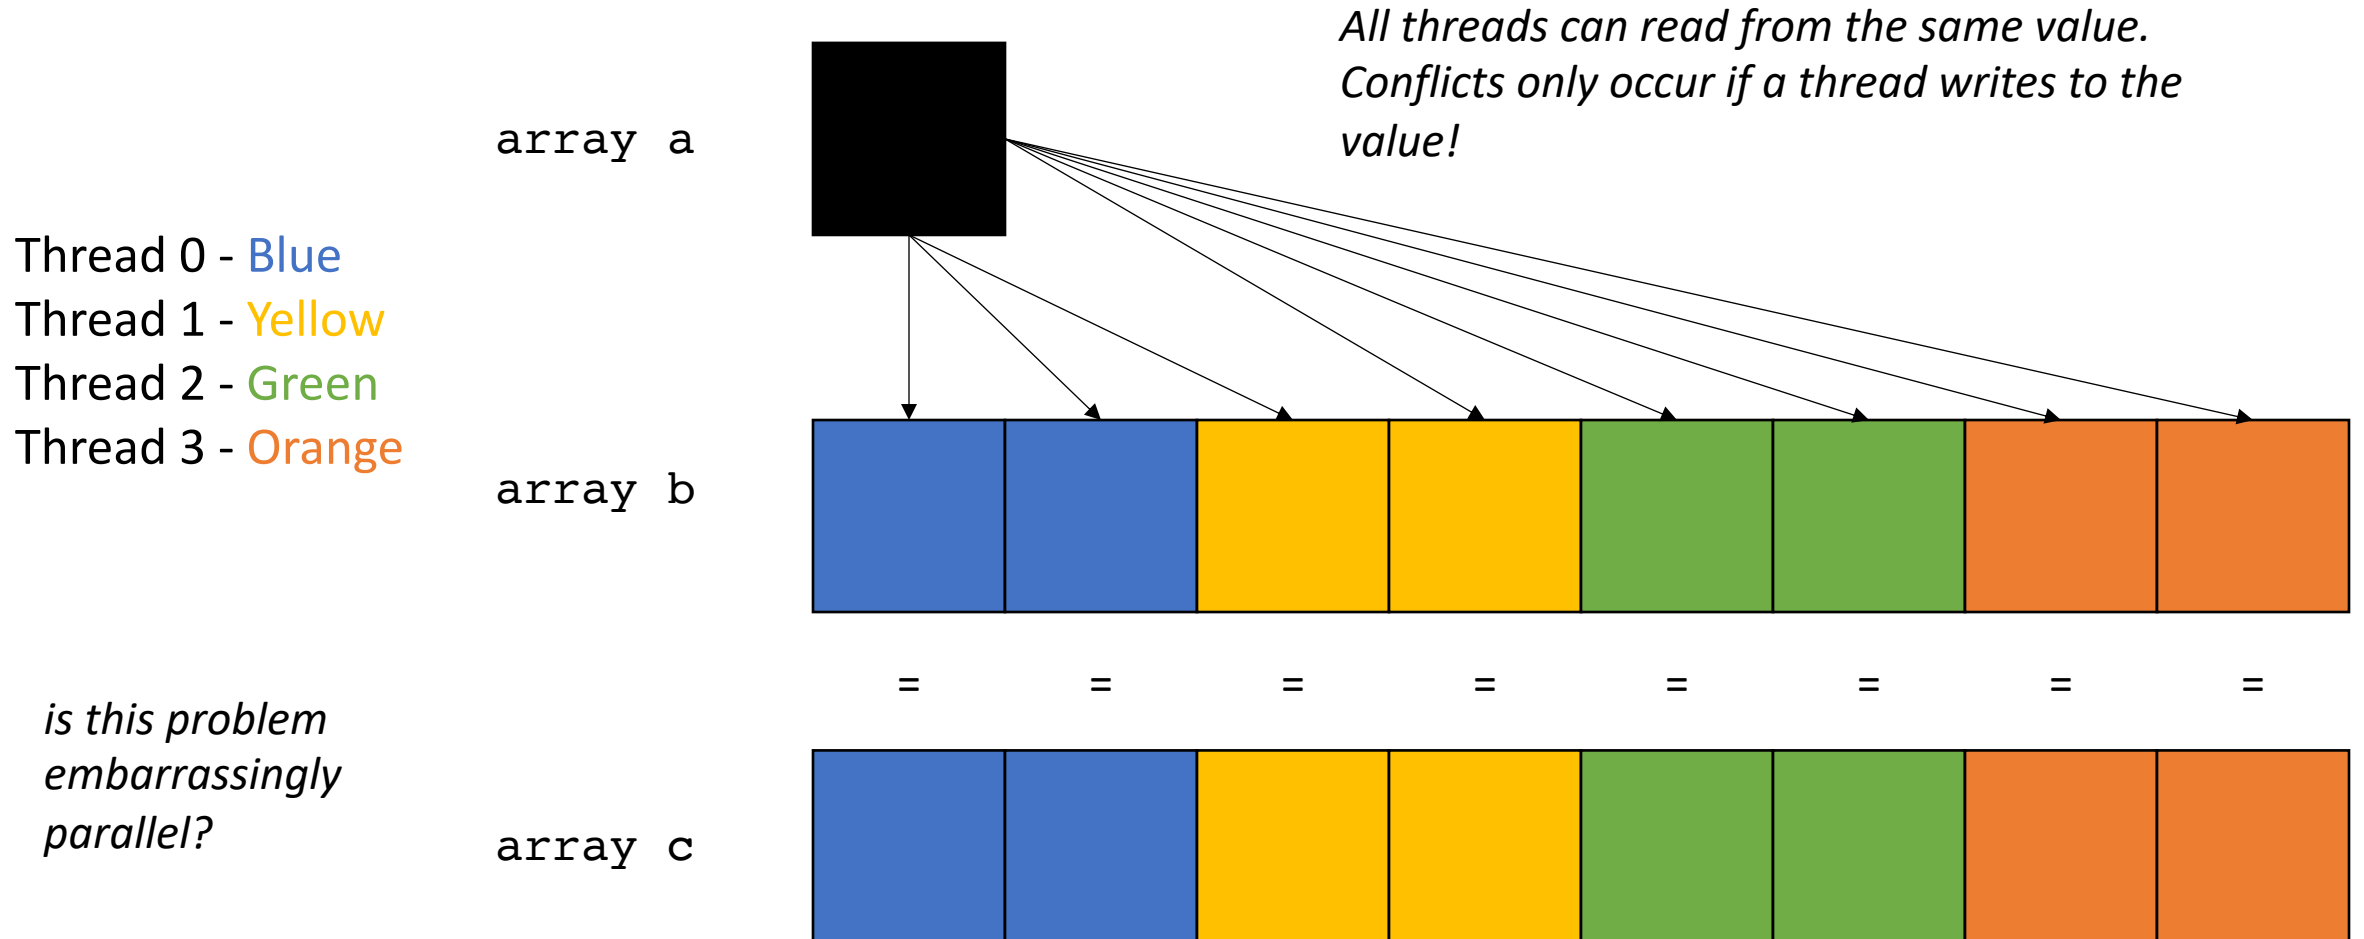 All threads can read from the same value.
Conflicts only occur if a thread writes to the
value!
array a
Thread 0 - Blue
Thread 1 - Yellow
Thread 2 - Green
Thread 3 - Orange
array b
= = = = = = = =
is this problem
embarrassingly
parallel?
array c